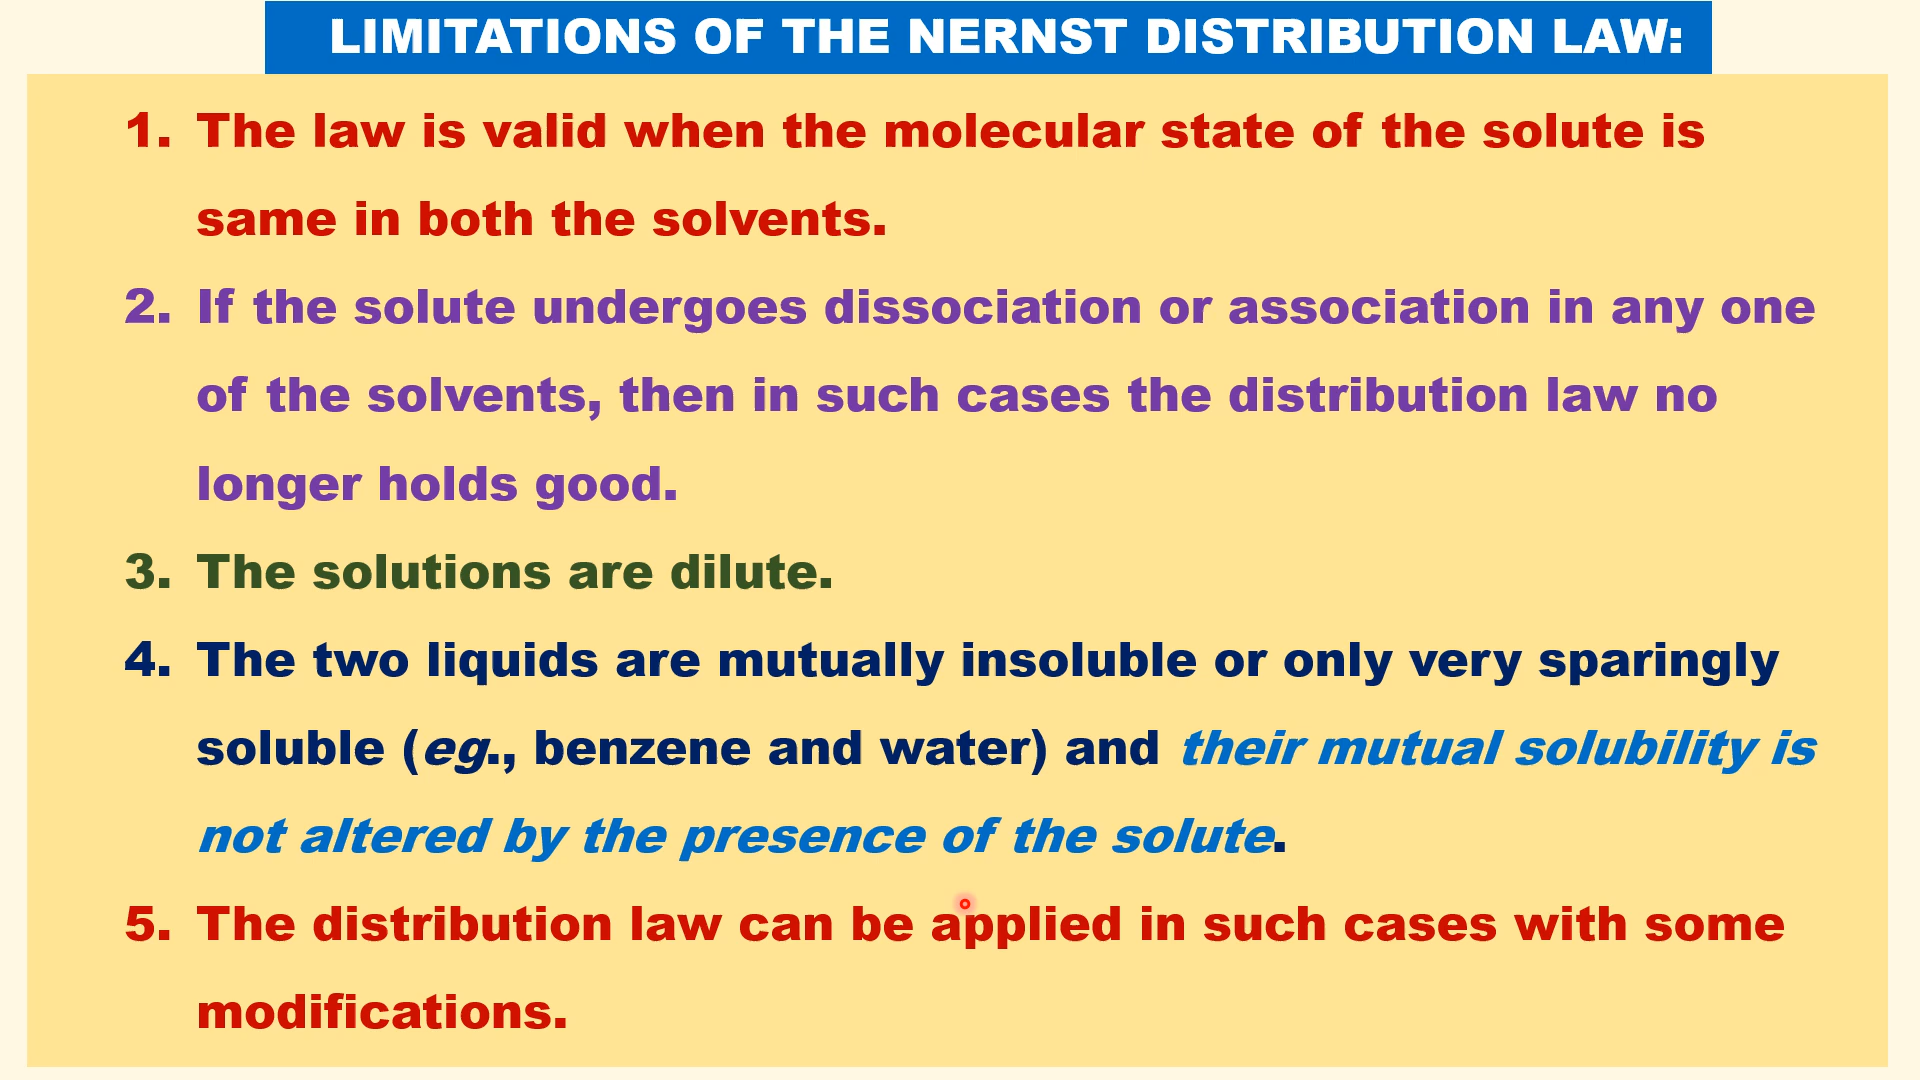 LIMITATIONS OF THE NERNST DISTRIBUTION LAW:
1. The law is valid when the molecular state of the solute is
same in both the solvents.
2. If the solute undergoes dissociation or association in any one
of the solvents, then in such cases the distribution law no
longer holds good.
3. The solutions are dilute.
4. The two liquids are mutually insoluble or only very sparingly
soluble (eg., benzene and water) and their mutual solubility is
not altered by the presence of the solute.
5. The distribution law can be applied in such cases with some
modifications.